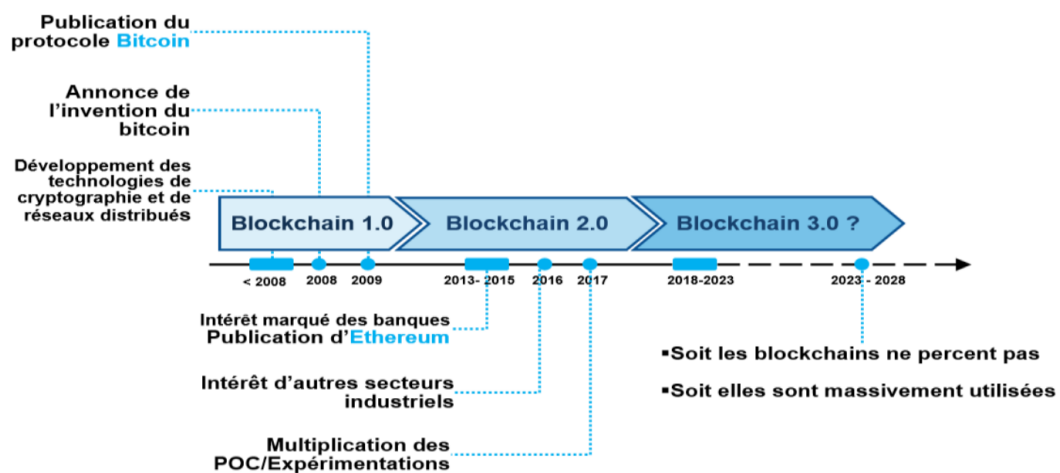 Publication du
protocole Bitcoin
Annonce de
l'invention du
bitcoin
Développement des
technologies de
cryptographie et de
réseaux distribués
Blockchain 1.0
Blockchain 2.0
Blockchain 3.0 ?
< 2008
2008
2009
2013- 2015
2016
2017
2018-2023
2023 - 2028
Intérêt marqué des banques
Publication d'Ethereum
Intérêt d'autres secteurs
industriels
Multiplication des
POC/Expérimentations
▪Soit les blockchains ne percent pas
▪Soit elles sont massivement utilisées